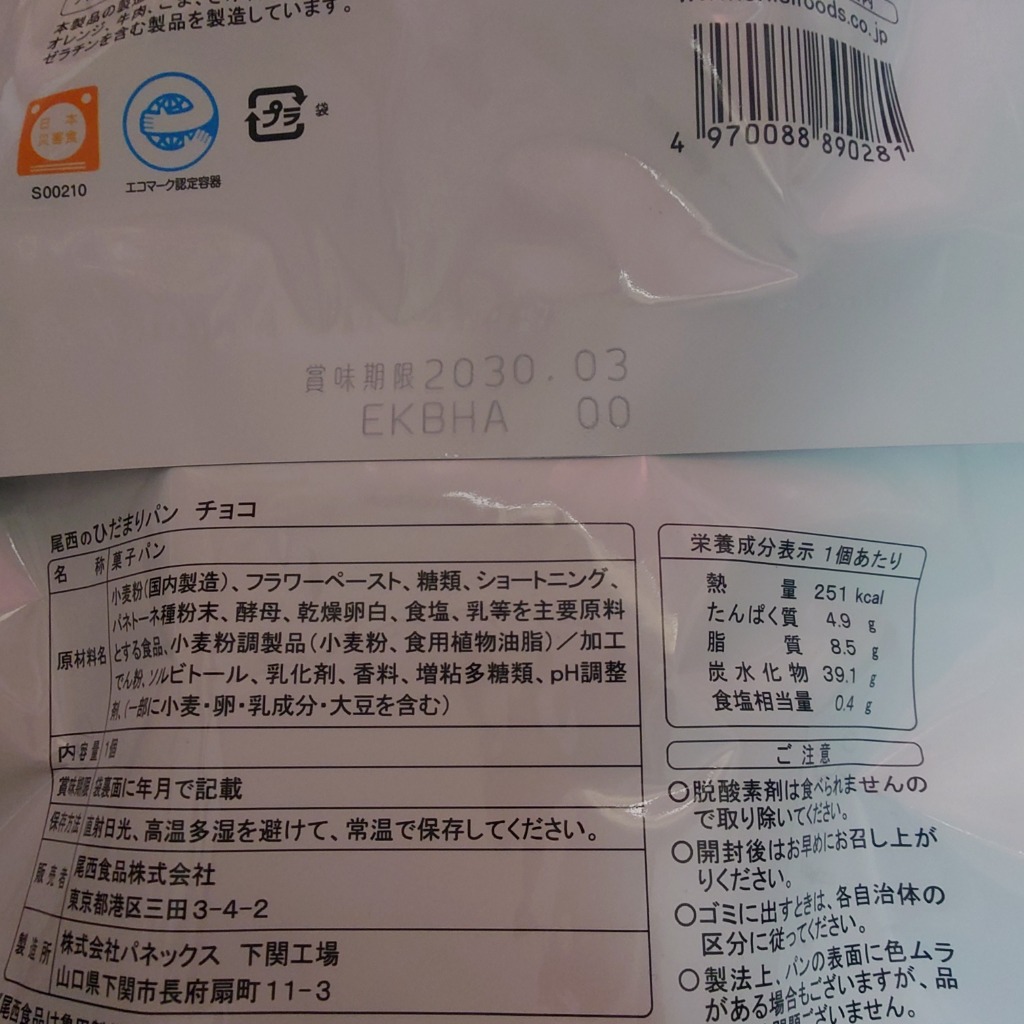 オレンジ、牛肉、ごま、
ゼラチンを含む製品を製造しています。
foods.co.jp
日本
災害食
S00210
エコマーク認定容器
プラ
袋
4 970088 890281
賞味期限 2030. 03
EKBHA 00
尾西のひだまりパン チョコ
名称 菓子パン
原材料名 小麦粉(国内製造)、フラワーペースト、糖類、ショートニング、
パネトーネ種粉末、酵母、乾燥卵白、食塩、乳等を主要原料
とする食品、小麦粉調製品(小麦粉、食用植物油脂)/加工
でん粉、ソルビトール、乳化剤、香料、増粘多糖類、pH調整
剤、(一部に小麦・卵・乳成分・大豆を含む)
内容量 1個
賞味期限 袋裏面に年月で記載
保存方法 直射日光、高温多湿を避けて、常温で保存してください。
販売者 尾西食品株式会社
東京都港区三田3-4-2
製造所 株式会社パネックス 下関工場
山口県下関市長府扇町11-3
尾西食品は
栄養成分表示 1個あたり
熱量 251 kcal
たんぱく質 4.9 g
脂質 8.5 g
炭水化物 39.1 g
食塩相当量 0.4 g
ご注意
○脱酸素剤は食べられませんの
で取り除いてください。
○開封後はお早めにお召し上が
りください。
○ゴミに出すときは、各自治体の
区分に従ってください。
○製法上、パンの表面に色ムラ
がある場合もございますが、品
問題ございません。